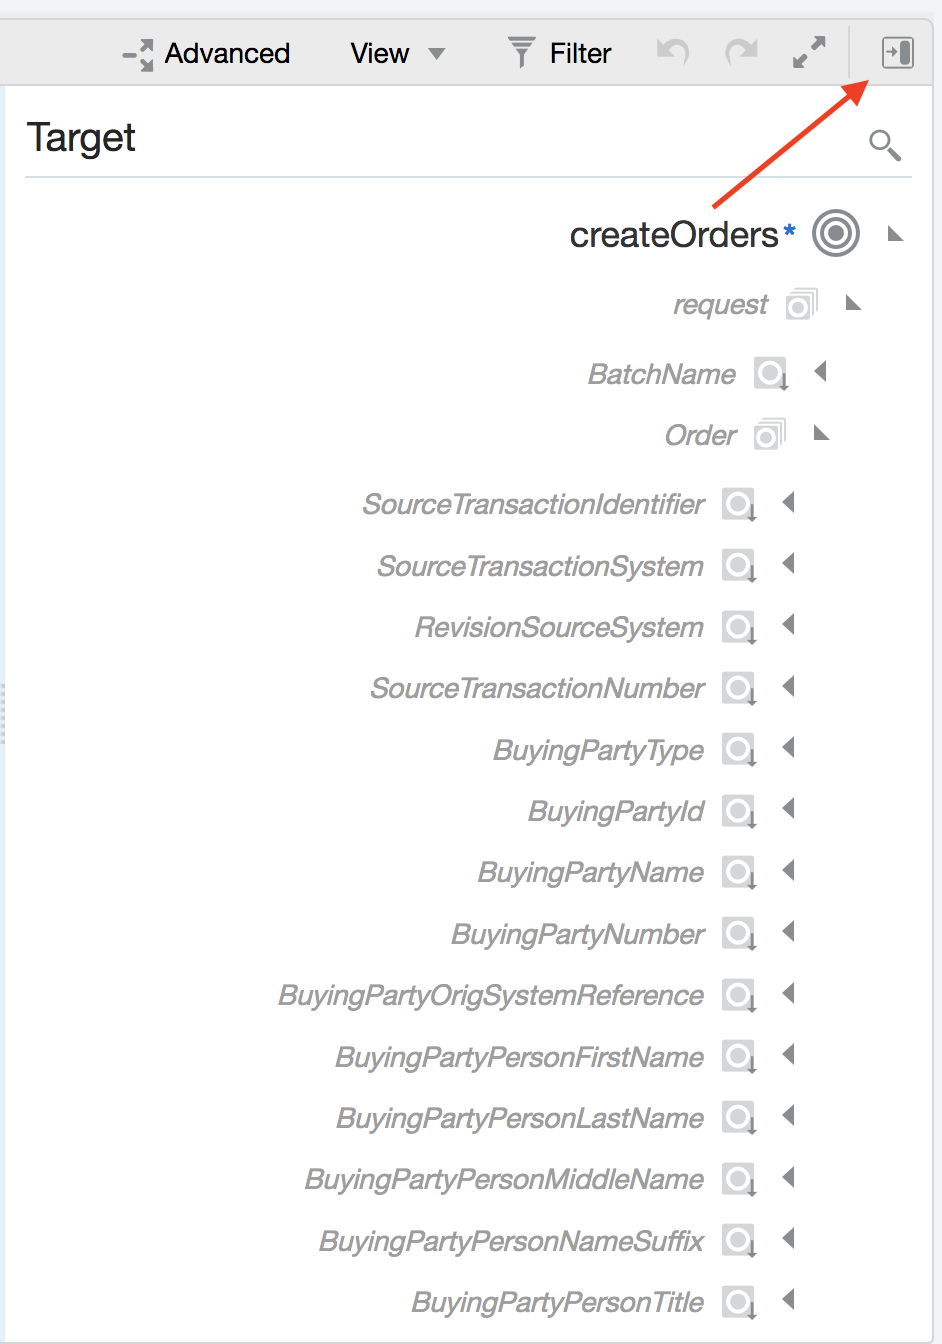 Advanced View Filter
Target
createOrders*
request
BatchName
Order
SourceTransactionIdentifier
SourceTransactionSystem
RevisionSourceSystem
SourceTransactionNumber
BuyingPartyType
BuyingPartyId
BuyingPartyName
BuyingPartyNumber
BuyingPartyOrigSystemReference
BuyingPartyPersonFirstName
BuyingPartyPersonLastName
BuyingPartyPersonMiddleName
BuyingPartyPersonNameSuffix
BuyingPartyPersonTitle